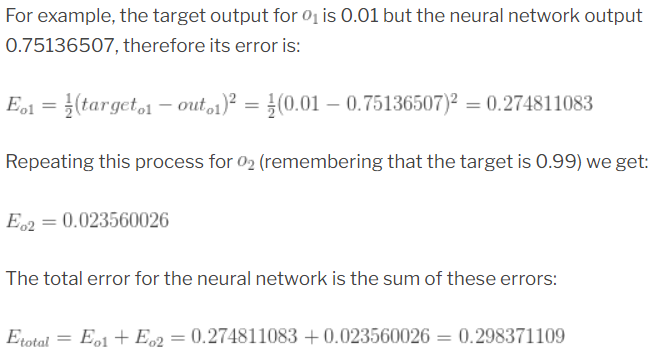 For example, the target output for o₁ is 0.01 but the neural network output
0.75136507, therefore its error is:
E_{o1} = ½(target_{o1} − out_{o1})² = ½(0.01 − 0.75136507)² = 0.274811083
Repeating this process for o₂ (remembering that the target is 0.99) we get:
E_{o2} = 0.023560026
The total error for the neural network is the sum of these errors:
E_{total} = E_{o1} + E_{o2} = 0.274811083 + 0.023560026 = 0.298371109